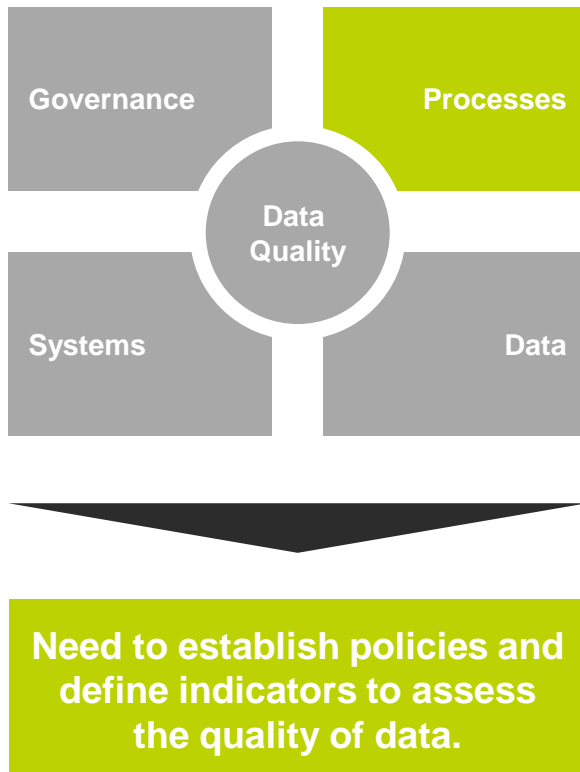 Governance
Processes
Data
Quality
Systems
Data
Need to establish policies and
define indicators to assess
the quality of data.